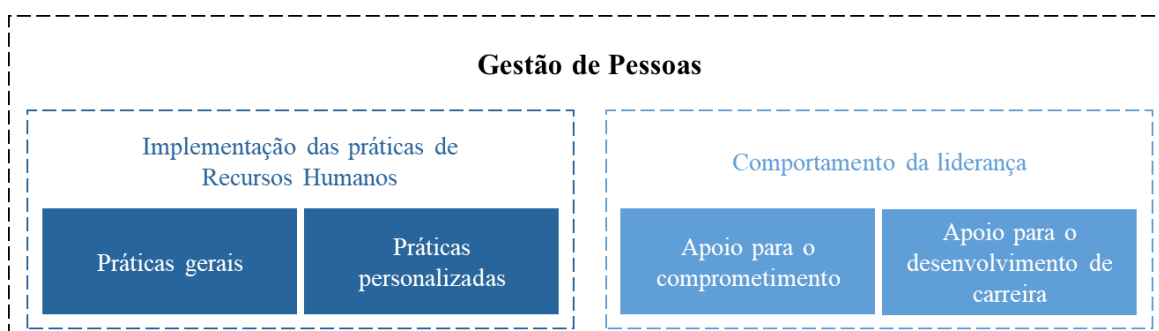 Gestão de Pessoas
Implementação das práticas de
Recursos Humanos
Práticas gerais
Práticas
personalizadas
Comportamento da liderança
Apoio para o
comprometimento
Apoio para o
desenvolvimento de
carreira